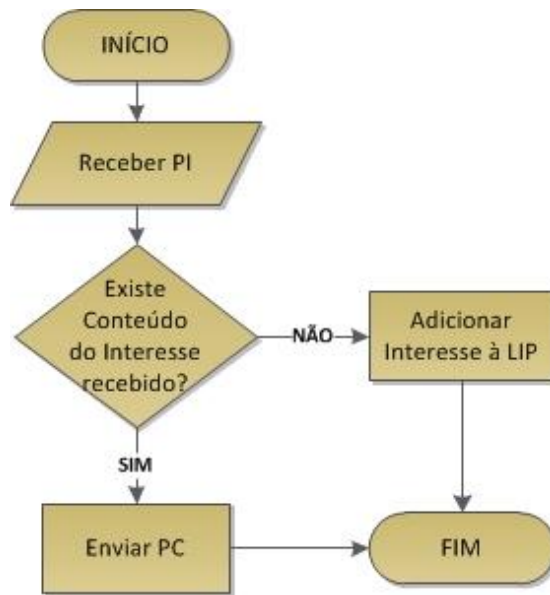 INÍCIO
Receber PI
Existe
Conteúdo
do Interesse
recebido?
NÃO
Adicionar
Interesse à LIP
SIM
Enviar PC
FIM